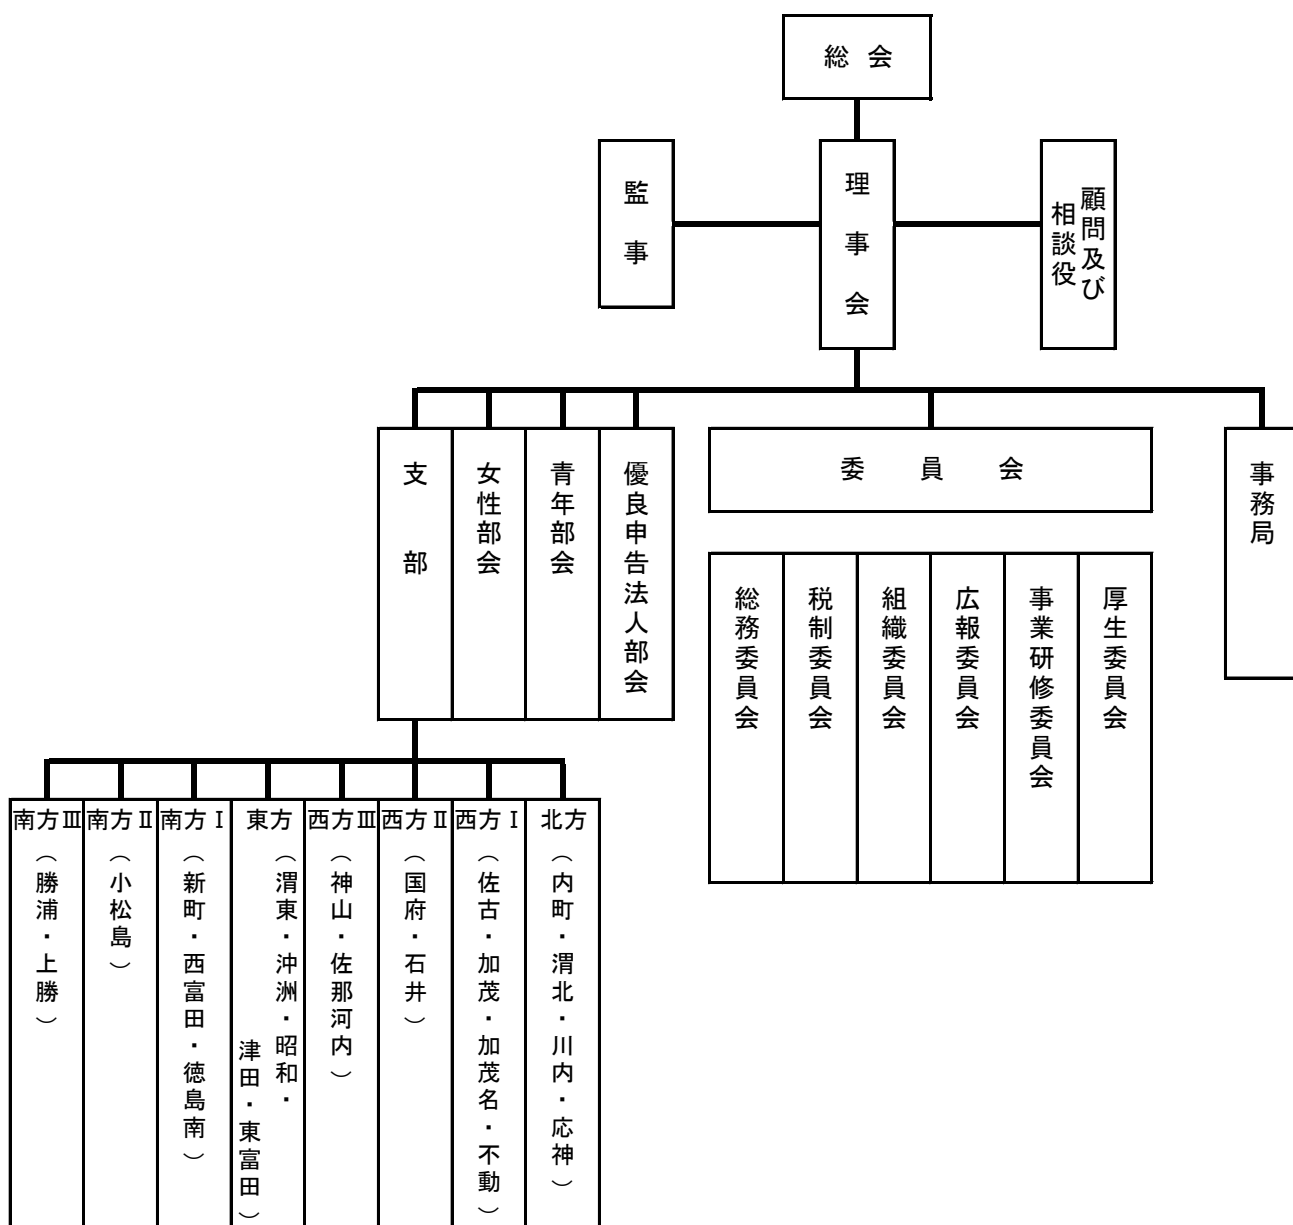 総会
監事
理事会
顧問及び
相談役
支部
女性部会
青年部会
優良申告法人部会
委員会
事務局
総務委員会
税制委員会
組織委員会
広報委員会
事業研修委員会
厚生委員会
南方Ⅲ
（勝浦・上勝）
南方Ⅱ
（小松島）
南方Ⅰ
（新町・西富田・徳島南）
東方
（渭東・沖洲・昭和・
津田・東富田）
西方Ⅲ
（神山・佐那河内）
西方Ⅱ
（国府・石井）
西方Ⅰ
（佐古・加茂・加茂名・不動）
北方
（内町・渭北・川内・応神）